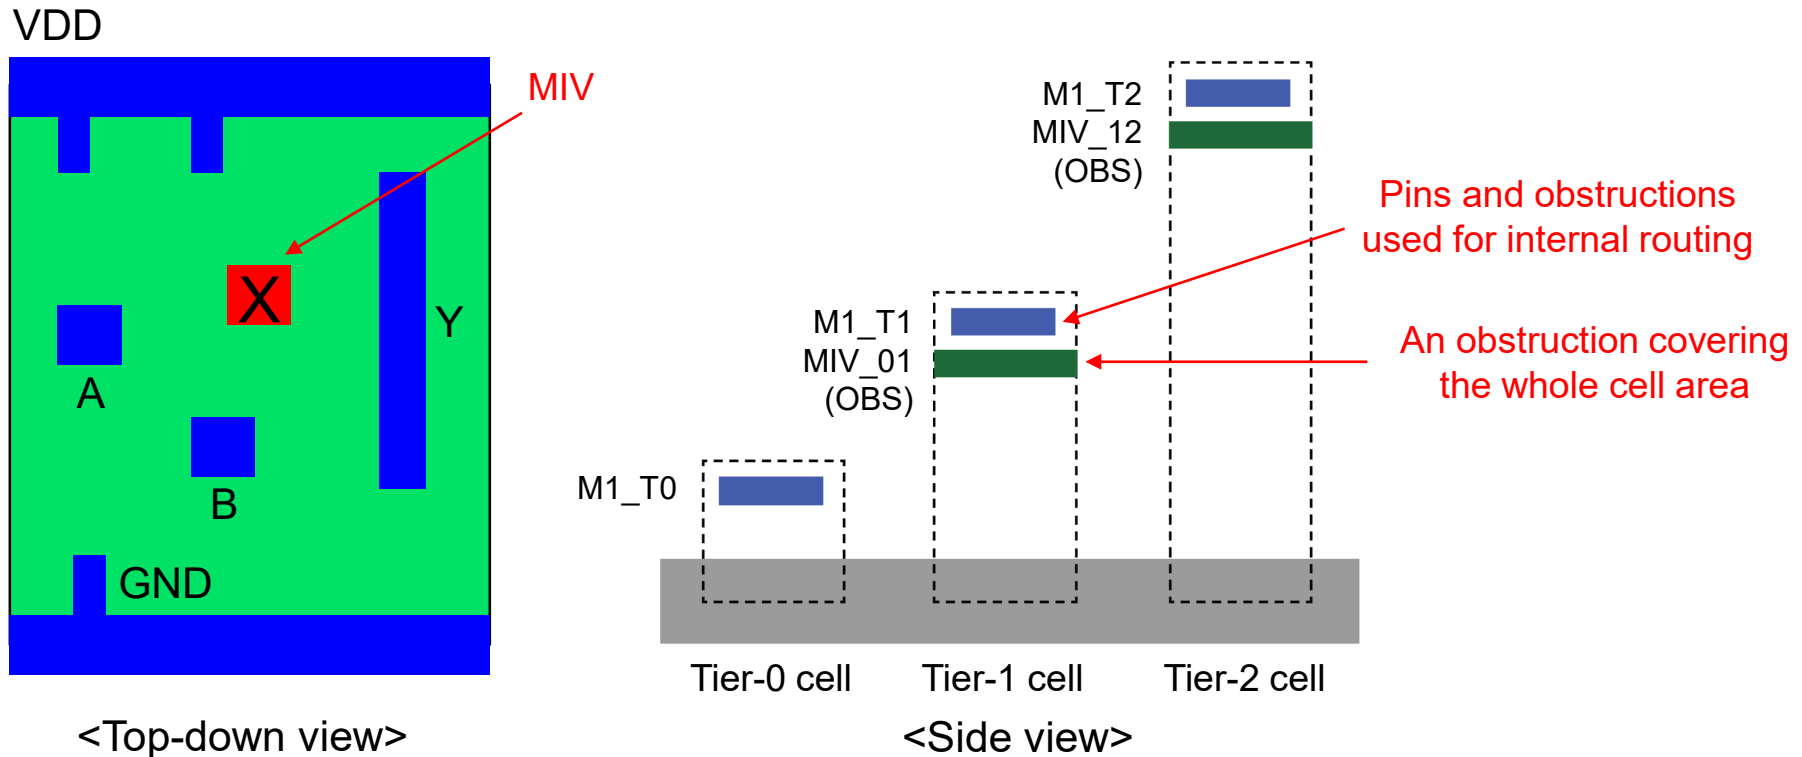 VDD
MIV
X
A
Y
B
GND
<Top-down view>
M1_T2
MIV_12
(OBS)
Pins and obstructions
used for internal routing
M1_T1
MIV_01
(OBS)
An obstruction covering
the whole cell area
M1_T0
Tier-0 cell
Tier-1 cell
Tier-2 cell
<Side view>